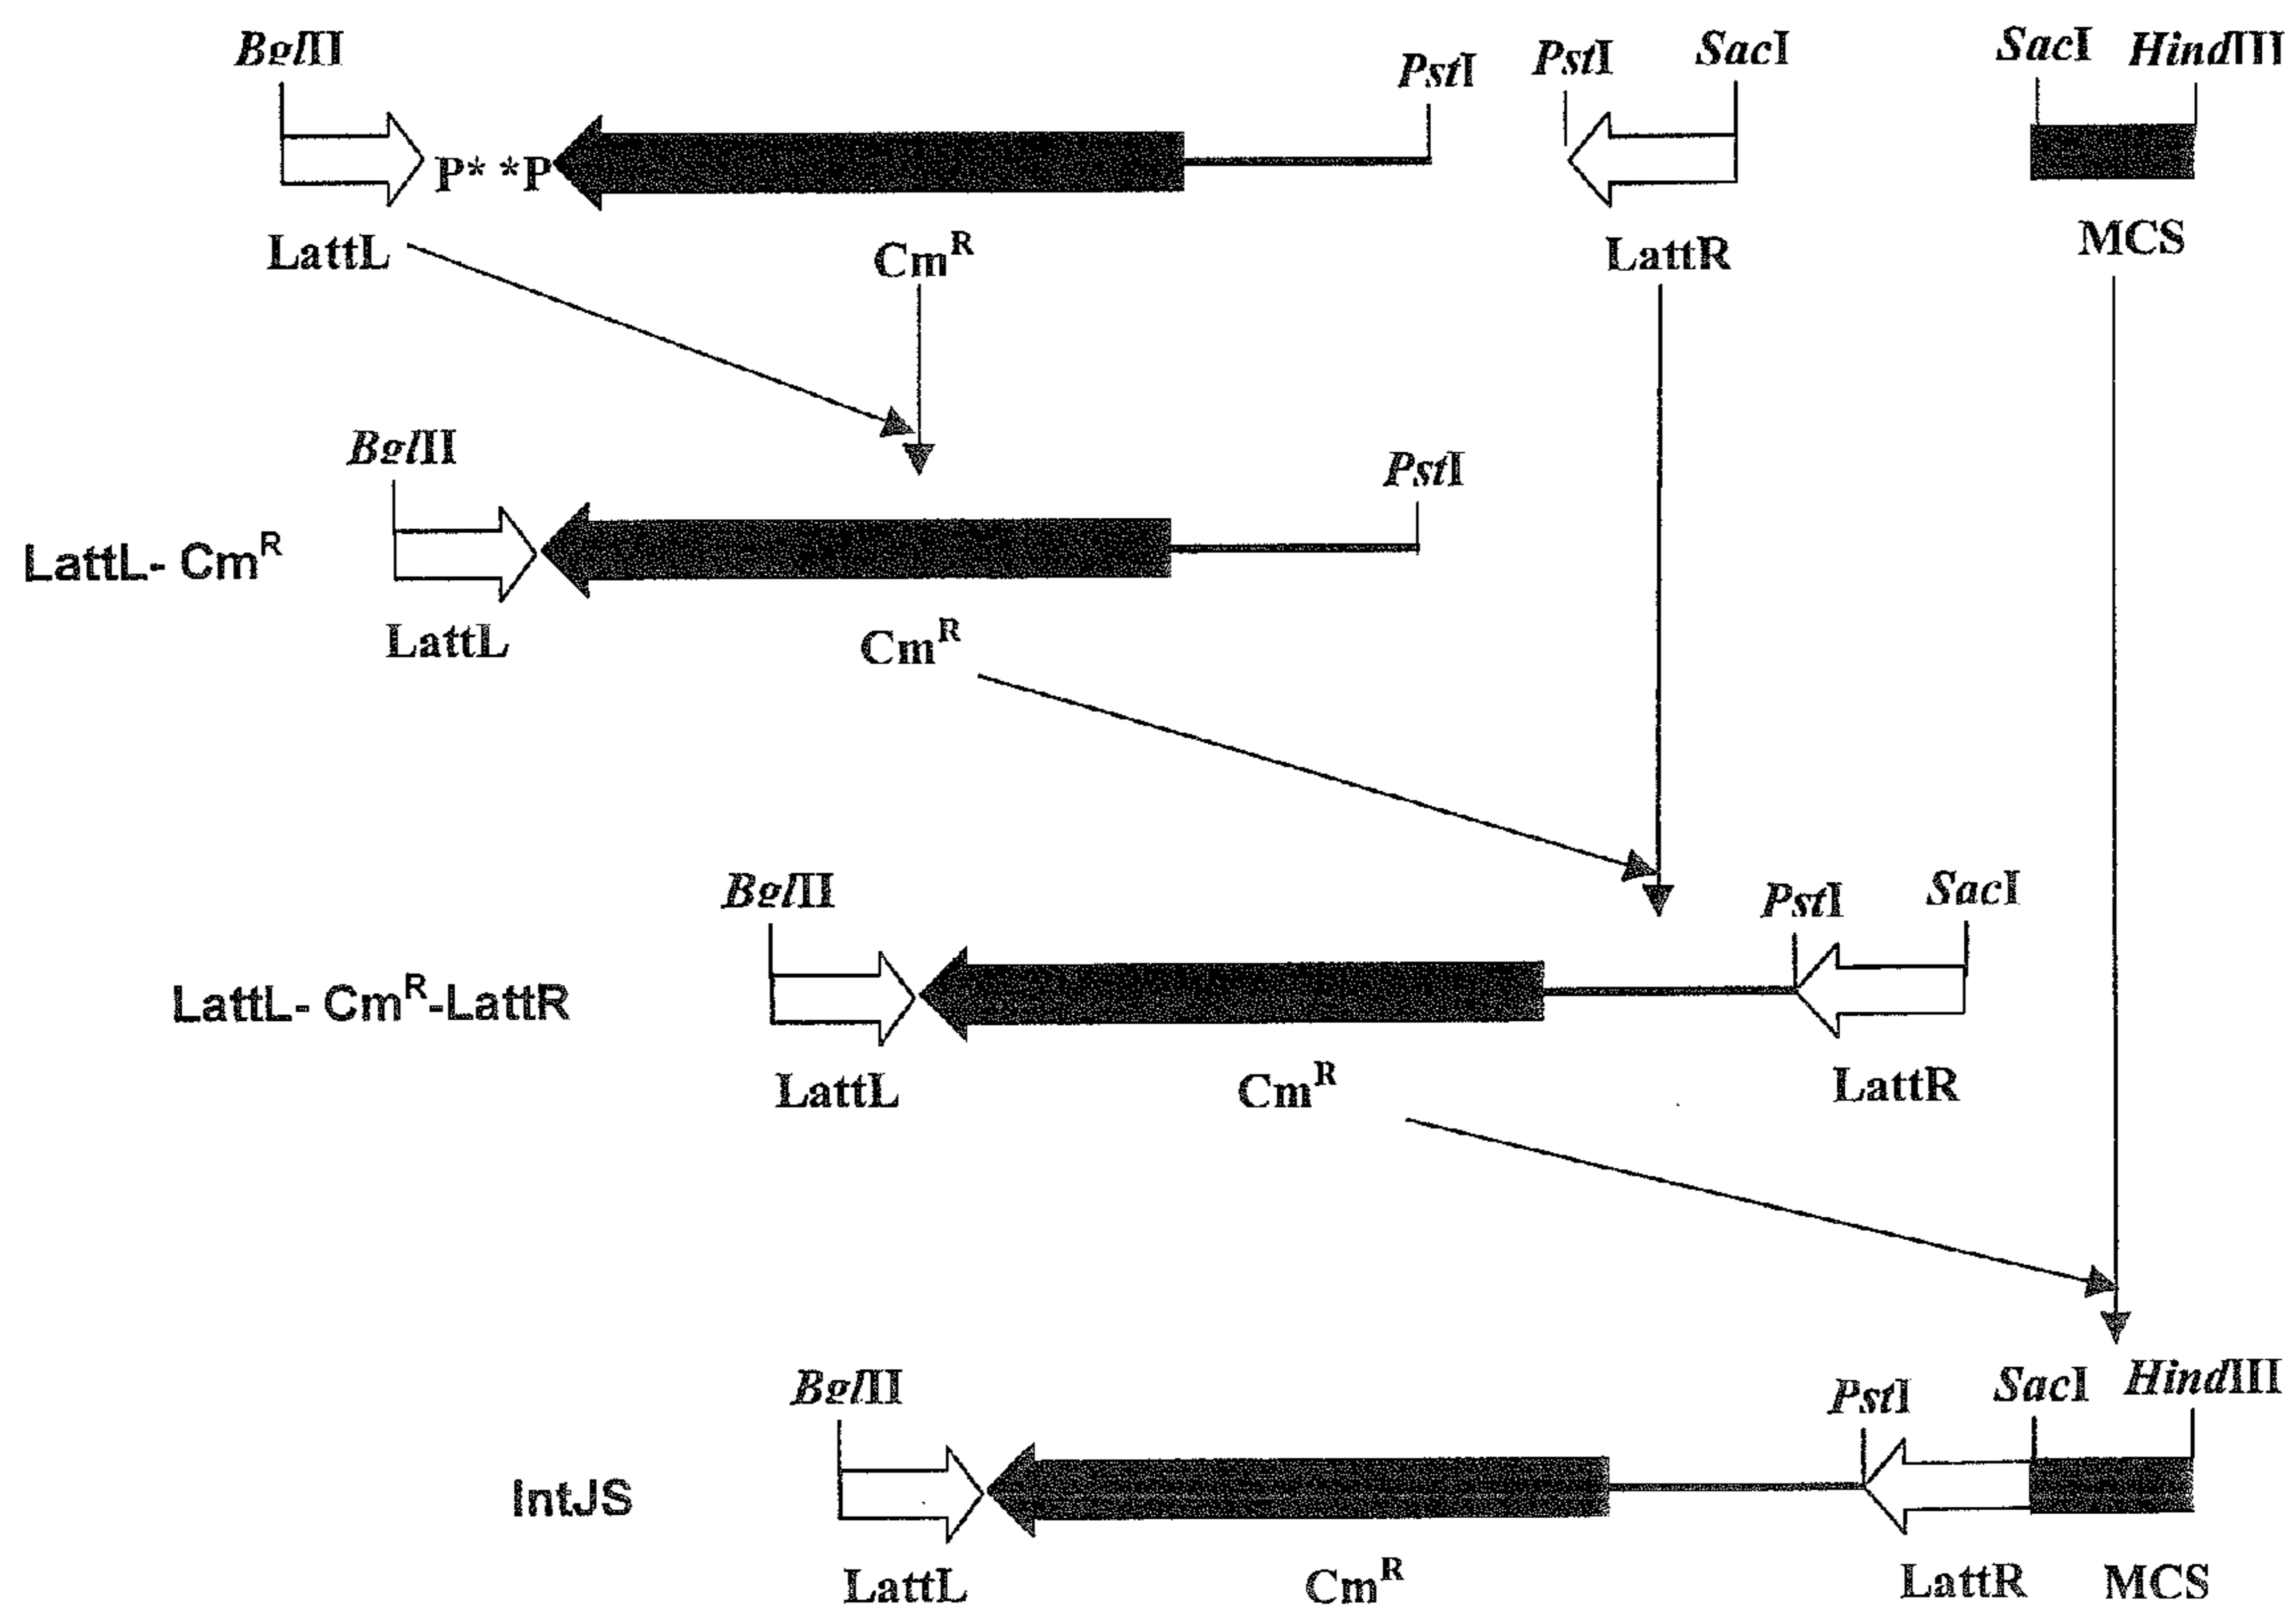 BglII PstI PstI SacI SacI HindIII
P* *P
LattL CmR LattR MCS
BglII PstI
LattL- CmR
LattL CmR
BglII PstI SacI
LattL- CmR-LattR
LattL CmR LattR
BglII PstI SacI HindIII
IntJS
LattL CmR LattR MCS